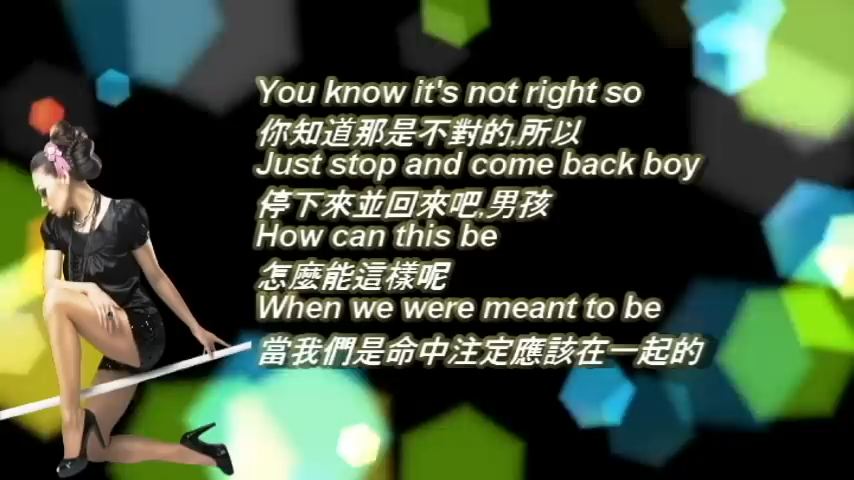 You know it's not right so
你知道那是不對的,所以
Just stop and come back boy
停下來並回來吧,男孩
How can this be
怎麼能這樣呢
When we were meant to be
當我們是命中注定應該在一起的